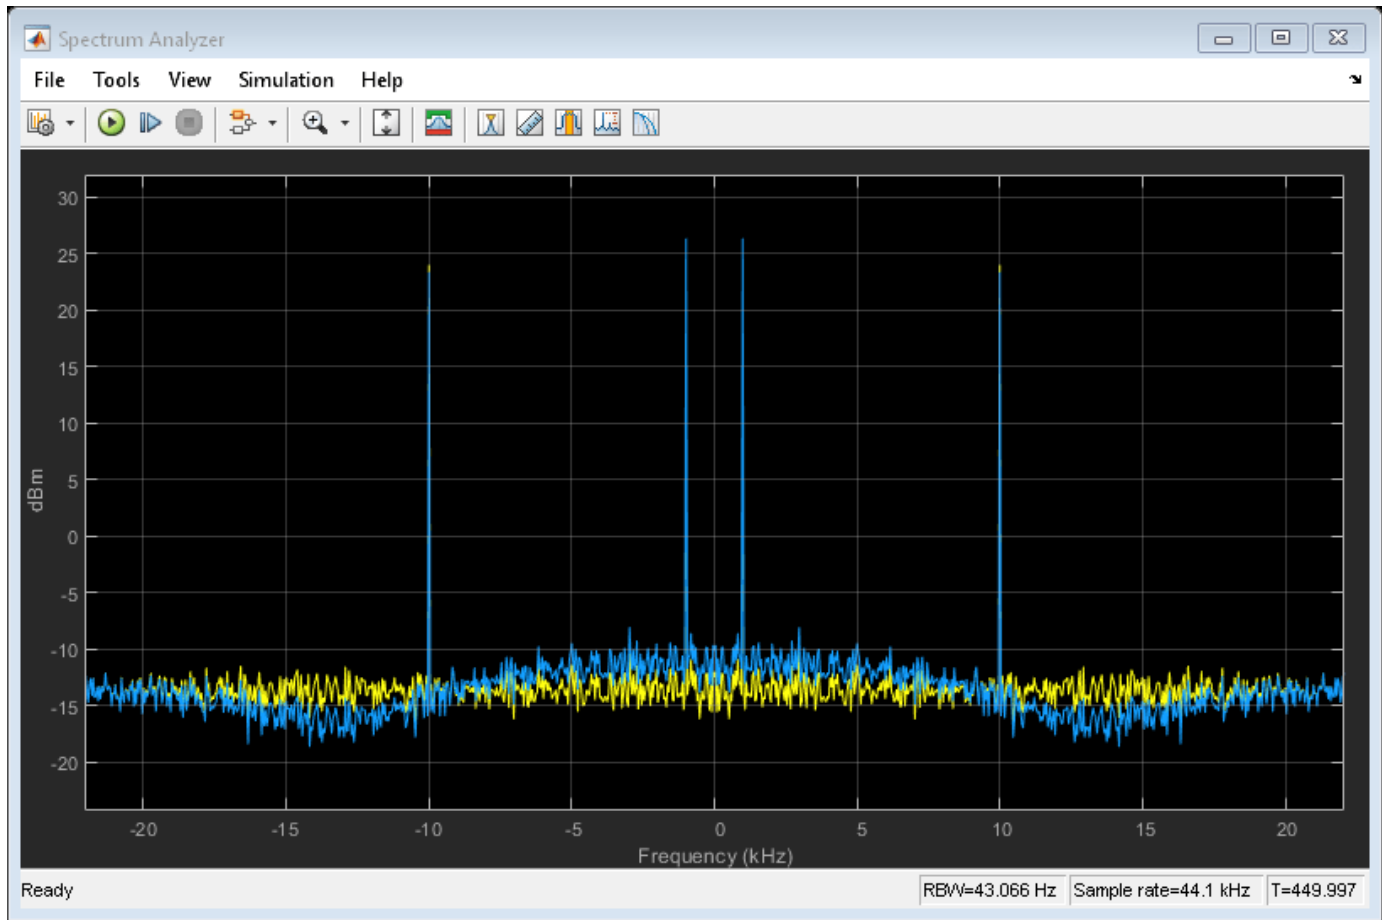 Spectrum Analyzer
File Tools View Simulation Help
30
25
20
15
10
5
0
-5
-10
-15
-20
dBm
-20 -15 -10 -5 0 5 10 15 20
Frequency (kHz)
Ready RBW=43.066 Hz Sample rate=44.1 kHz T=449.997